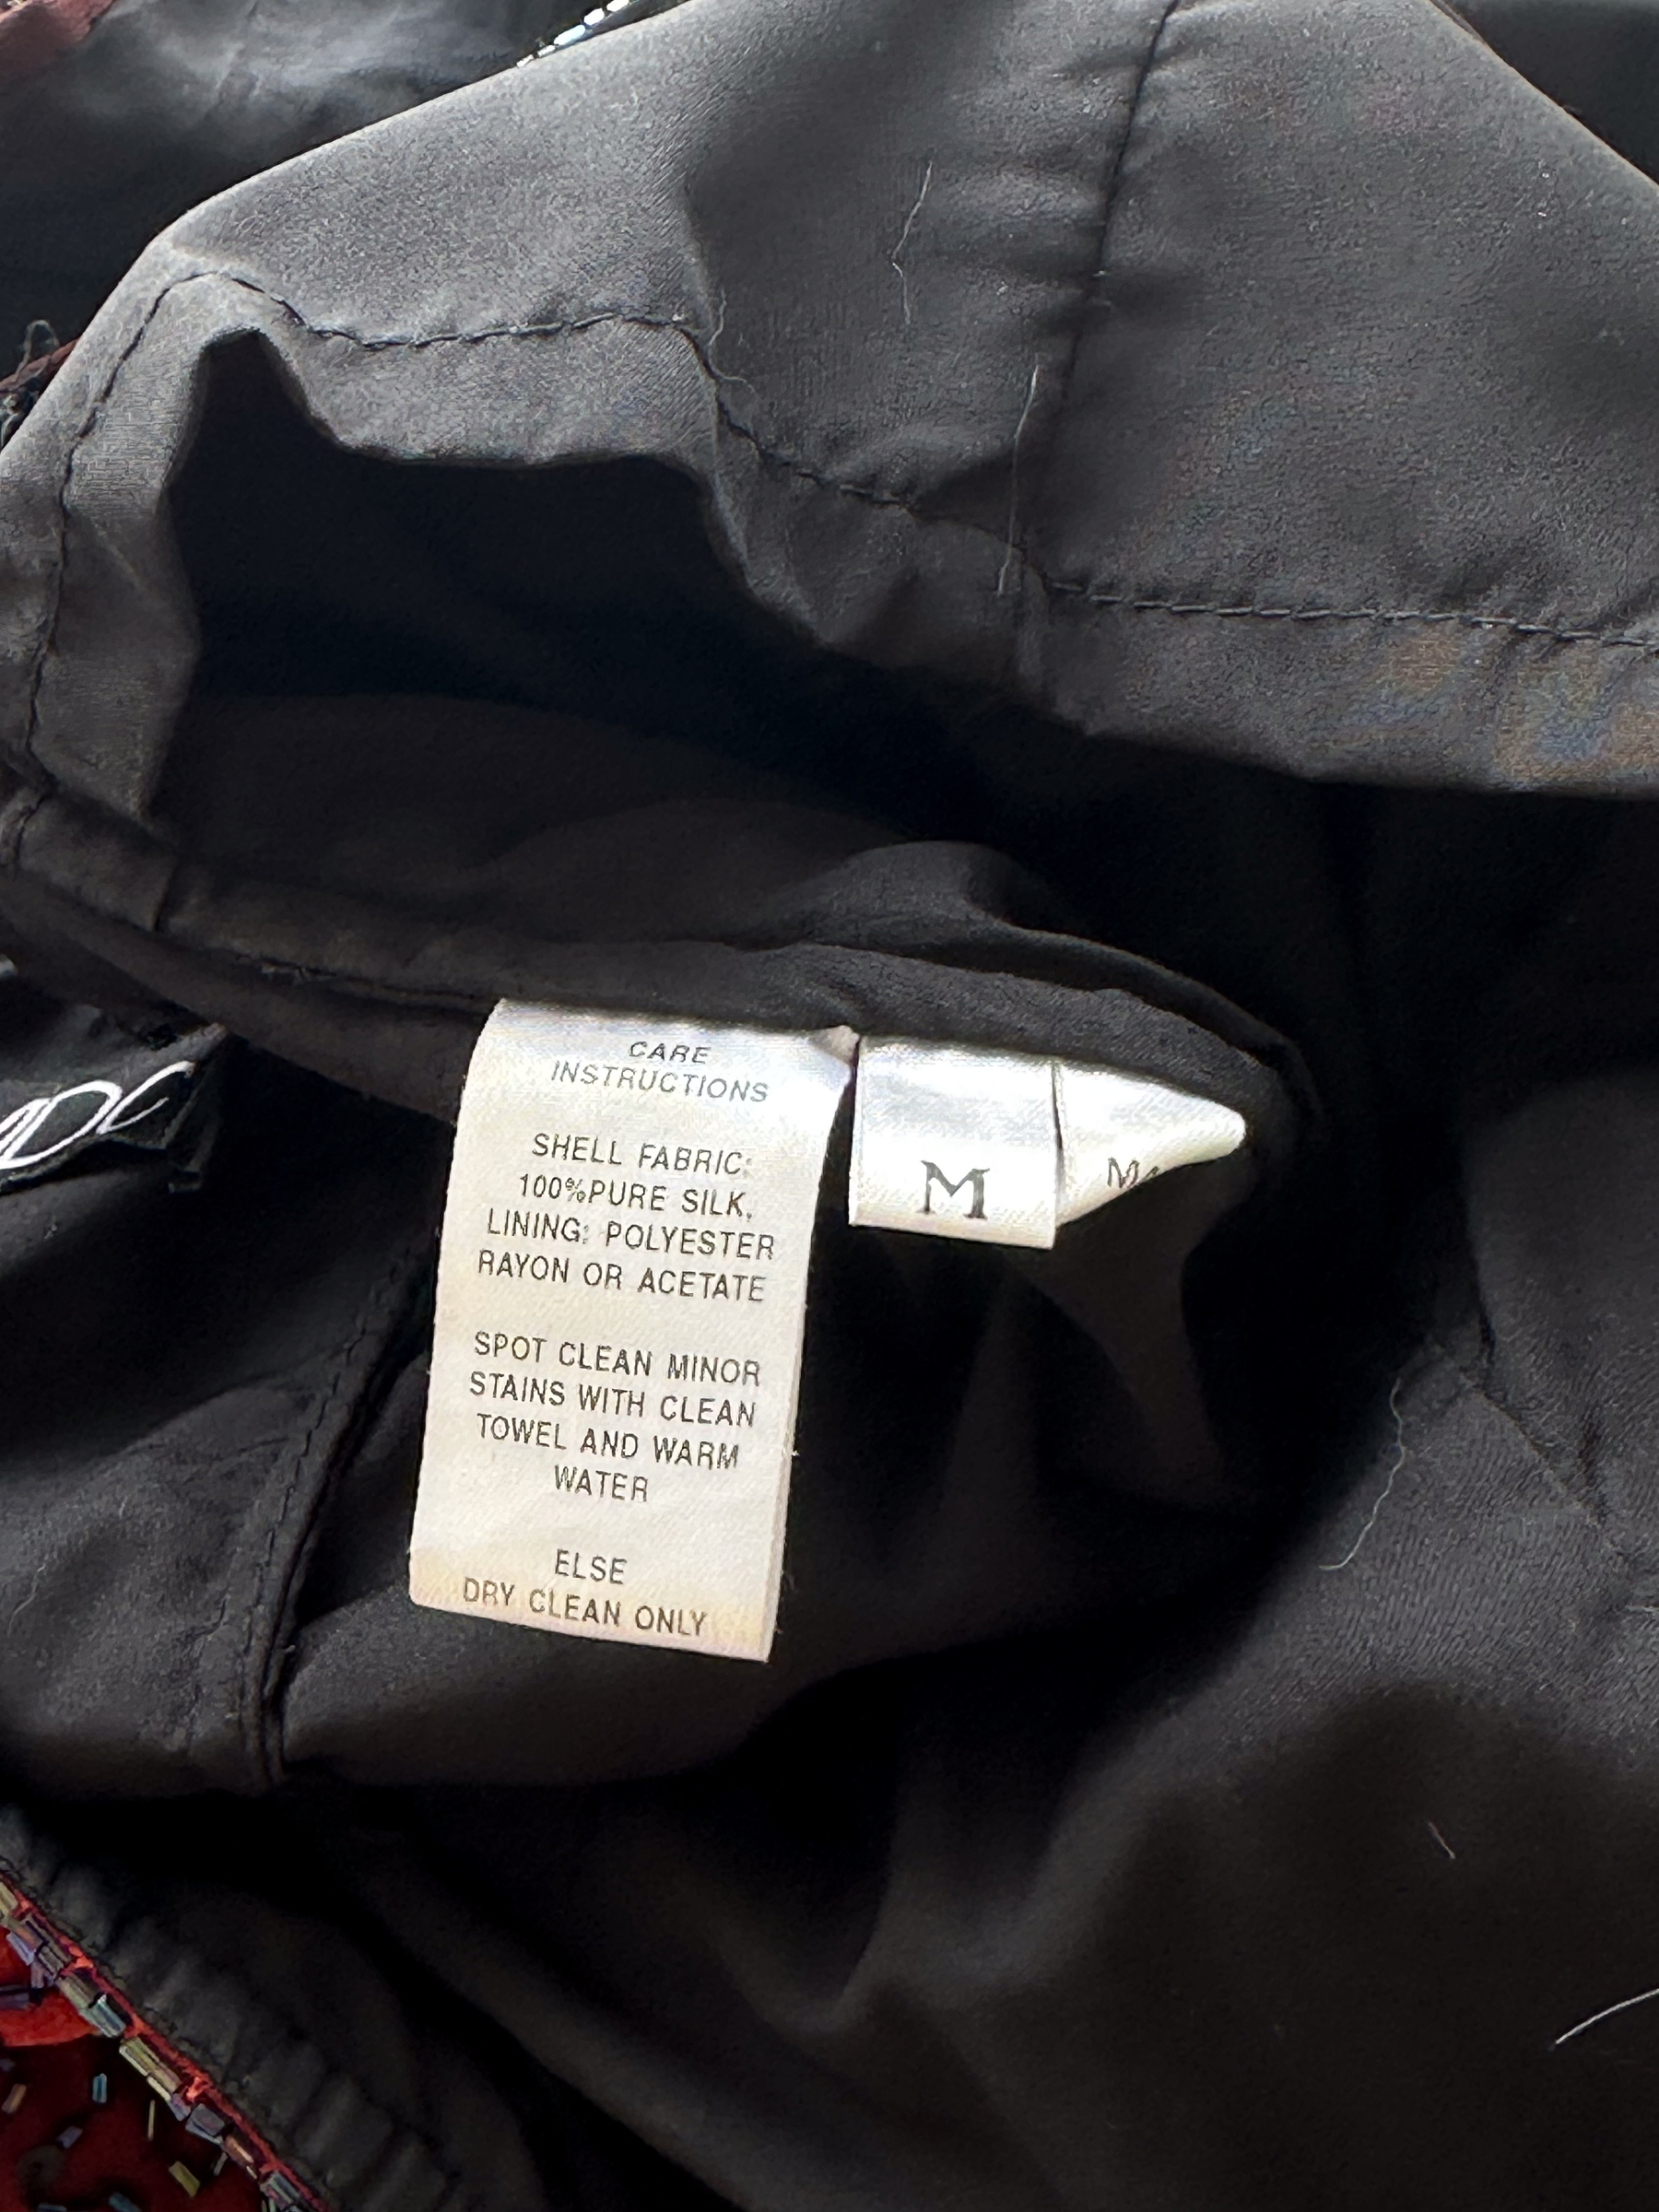 CARE
INSTRUCTIONS
SHELL FABRIC:
100%PURE SILK,
LINING: POLYESTER
RAYON OR ACETATE
SPOT CLEAN MINOR
STAINS WITH CLEAN
TOWEL AND WARM
WATER
ELSE
DRY CLEAN ONLY
M